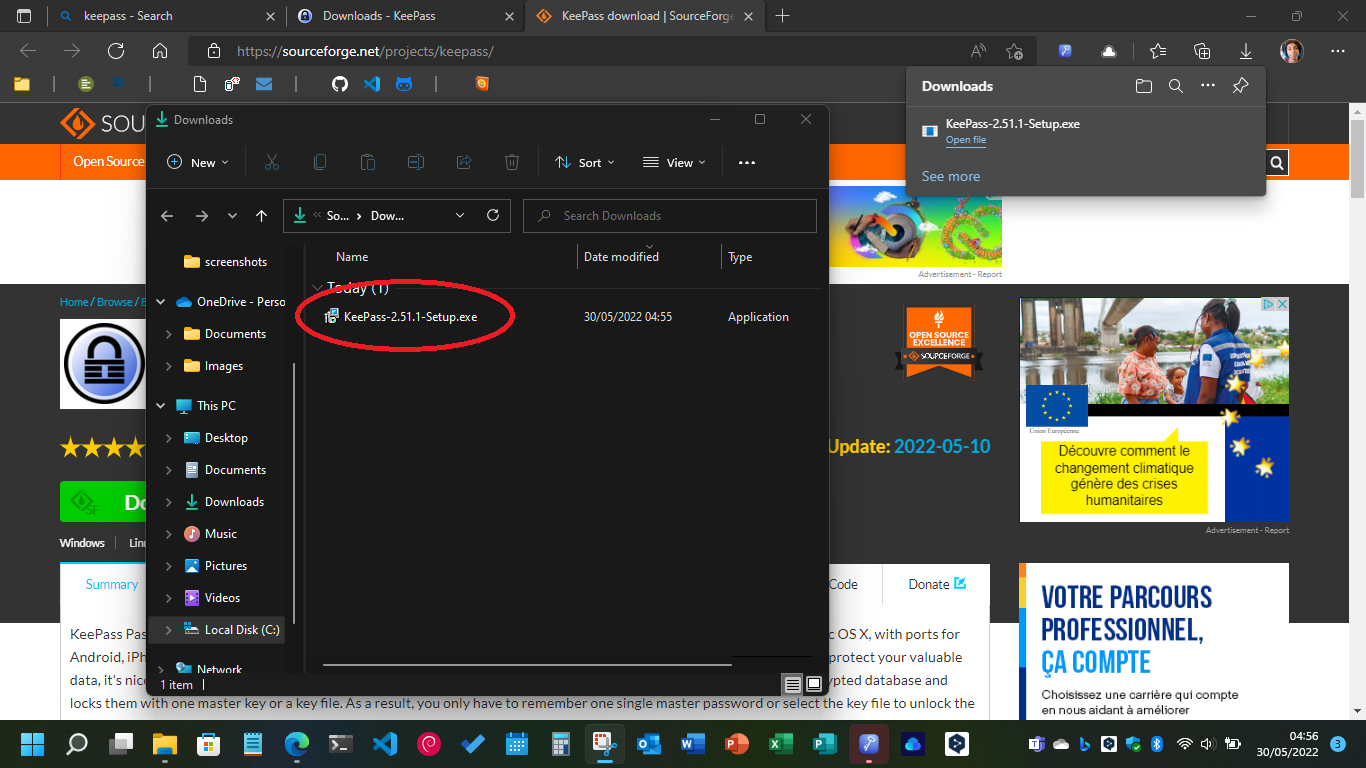 keepass - Search
Downloads - KeePass
KeePass download | SourceForge
https://sourceforge.net/projects/keepass/
Downloads
KeePass-2.51.1-Setup.exe
Open file
See more
SOU
Open Source
Advertisement - Report
Home / Browse /
Update: 2022-05-10
OPEN SOURCE
EXCELLENCE
SOURCEFORGE
SF
Do
Windows
Linu
Summary
Code
Donate
KeePass Pas
c OS X, with ports for
Android, iPh
protect your valuable
data, it's nice
ypted database and
locks them with one master key or a key file. As a result, you only have to remember one single master password or select the key file to unlock the
Downloads
New
Sort
View
So... > Dow...
Search Downloads
Name
Date modified
Type
Today (1)
KeePass-2.51.1-Setup.exe
30/05/2022 04:55
Application
screenshots
OneDrive - Perso
Documents
Images
This PC
Desktop
Documents
Downloads
Music
Pictures
Videos
Local Disk (C:)
Network
1 item
Union Européenne
Découvre comment le
changement climatique
génère des crises
humanitaires
Advertisement - Report
VOTRE PARCOURS
PROFESSIONNEL,
ÇA COMPTE
Choisissez une carrière qui compte
en nous aidant à améliorer
04:56
30/05/2022
3